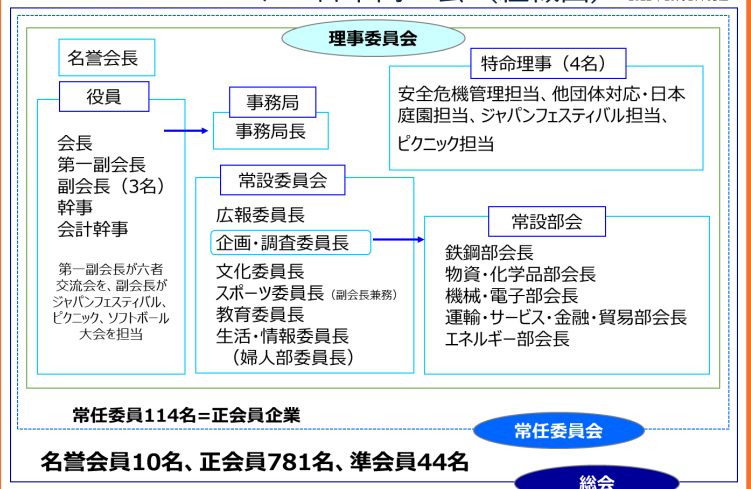 （組織図）
理事委員会
名誉会長
役員
会長
第一副会長
副会長（3名）
幹事
会計幹事
第一副会長が六者
交流会を、副会長が
ジャパンフェスティバル、
ピクニック、ソフトボール
大会を担当
事務局
事務局長
特命理事（4名）
安全危機管理担当、他団体対応・日本
庭園担当、ジャパンフェスティバル担当、
ピクニック担当
常設委員会
広報委員長
企画・調査委員長
文化委員長
スポーツ委員長（副会長兼務）
教育委員長
生活・情報委員長
（婦人部委員長）
常設部会
鉄鋼部会長
物資・化学品部会長
機械・電子部会長
運輸・サービス・金融・貿易部会長
エネルギー部会長
常任委員114名=正会員企業
常任委員会
名誉会員10名、正会員781名、準会員44名
総会